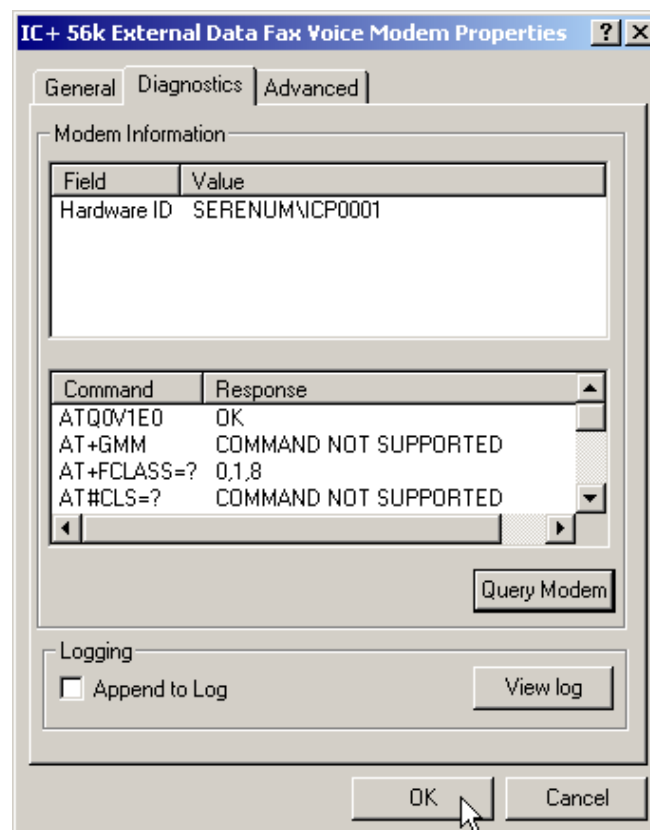 IC+ 56k External Data Fax Voice Modem Properties
General Diagnostics Advanced
Modem Information
Field Value
Hardware ID SERENUM\ICP0001
Command Response
ATQ0V1E0 OK
AT+GMM COMMAND NOT SUPPORTED
AT+FCLASS=? 0,1,8
AT#CLS=? COMMAND NOT SUPPORTED
Query Modem
Logging
Append to Log View log
OK Cancel